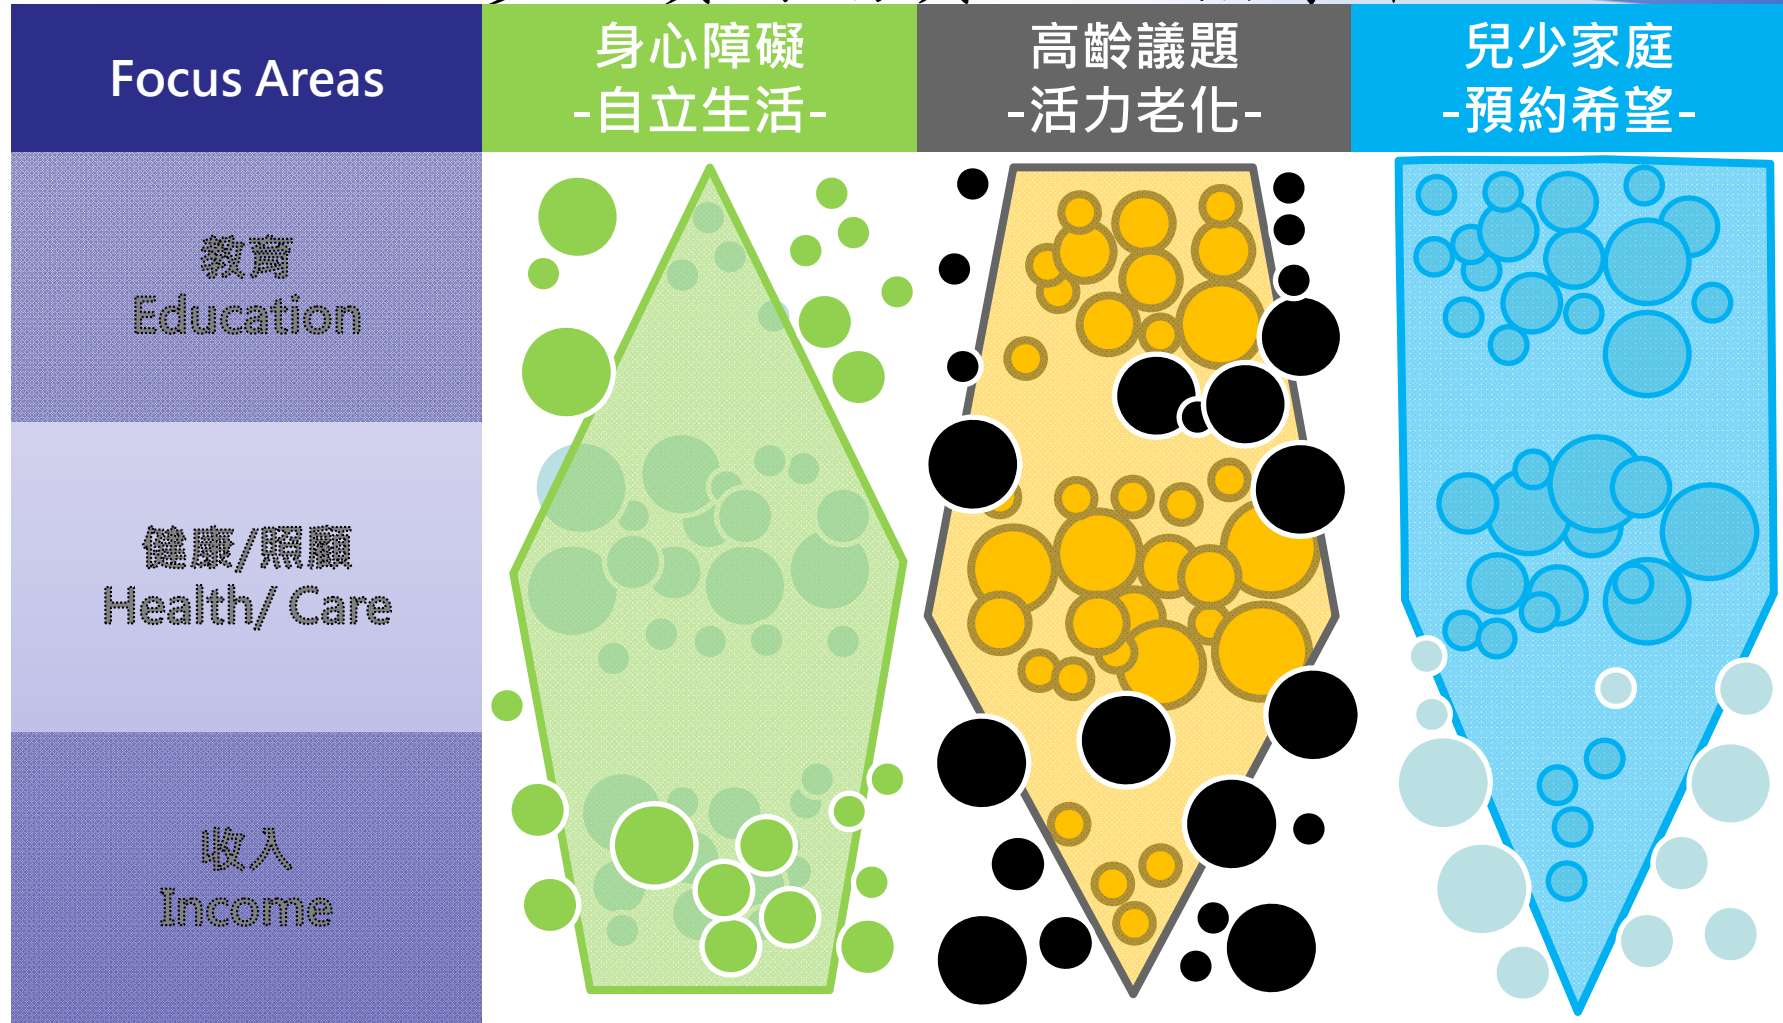 Focus Areas
身心障礙
-自立生活-
高齡議題
-活力老化-
兒少家庭
-預約希望-
教育
Education
健康/照顧
Health/ Care
收入
Income